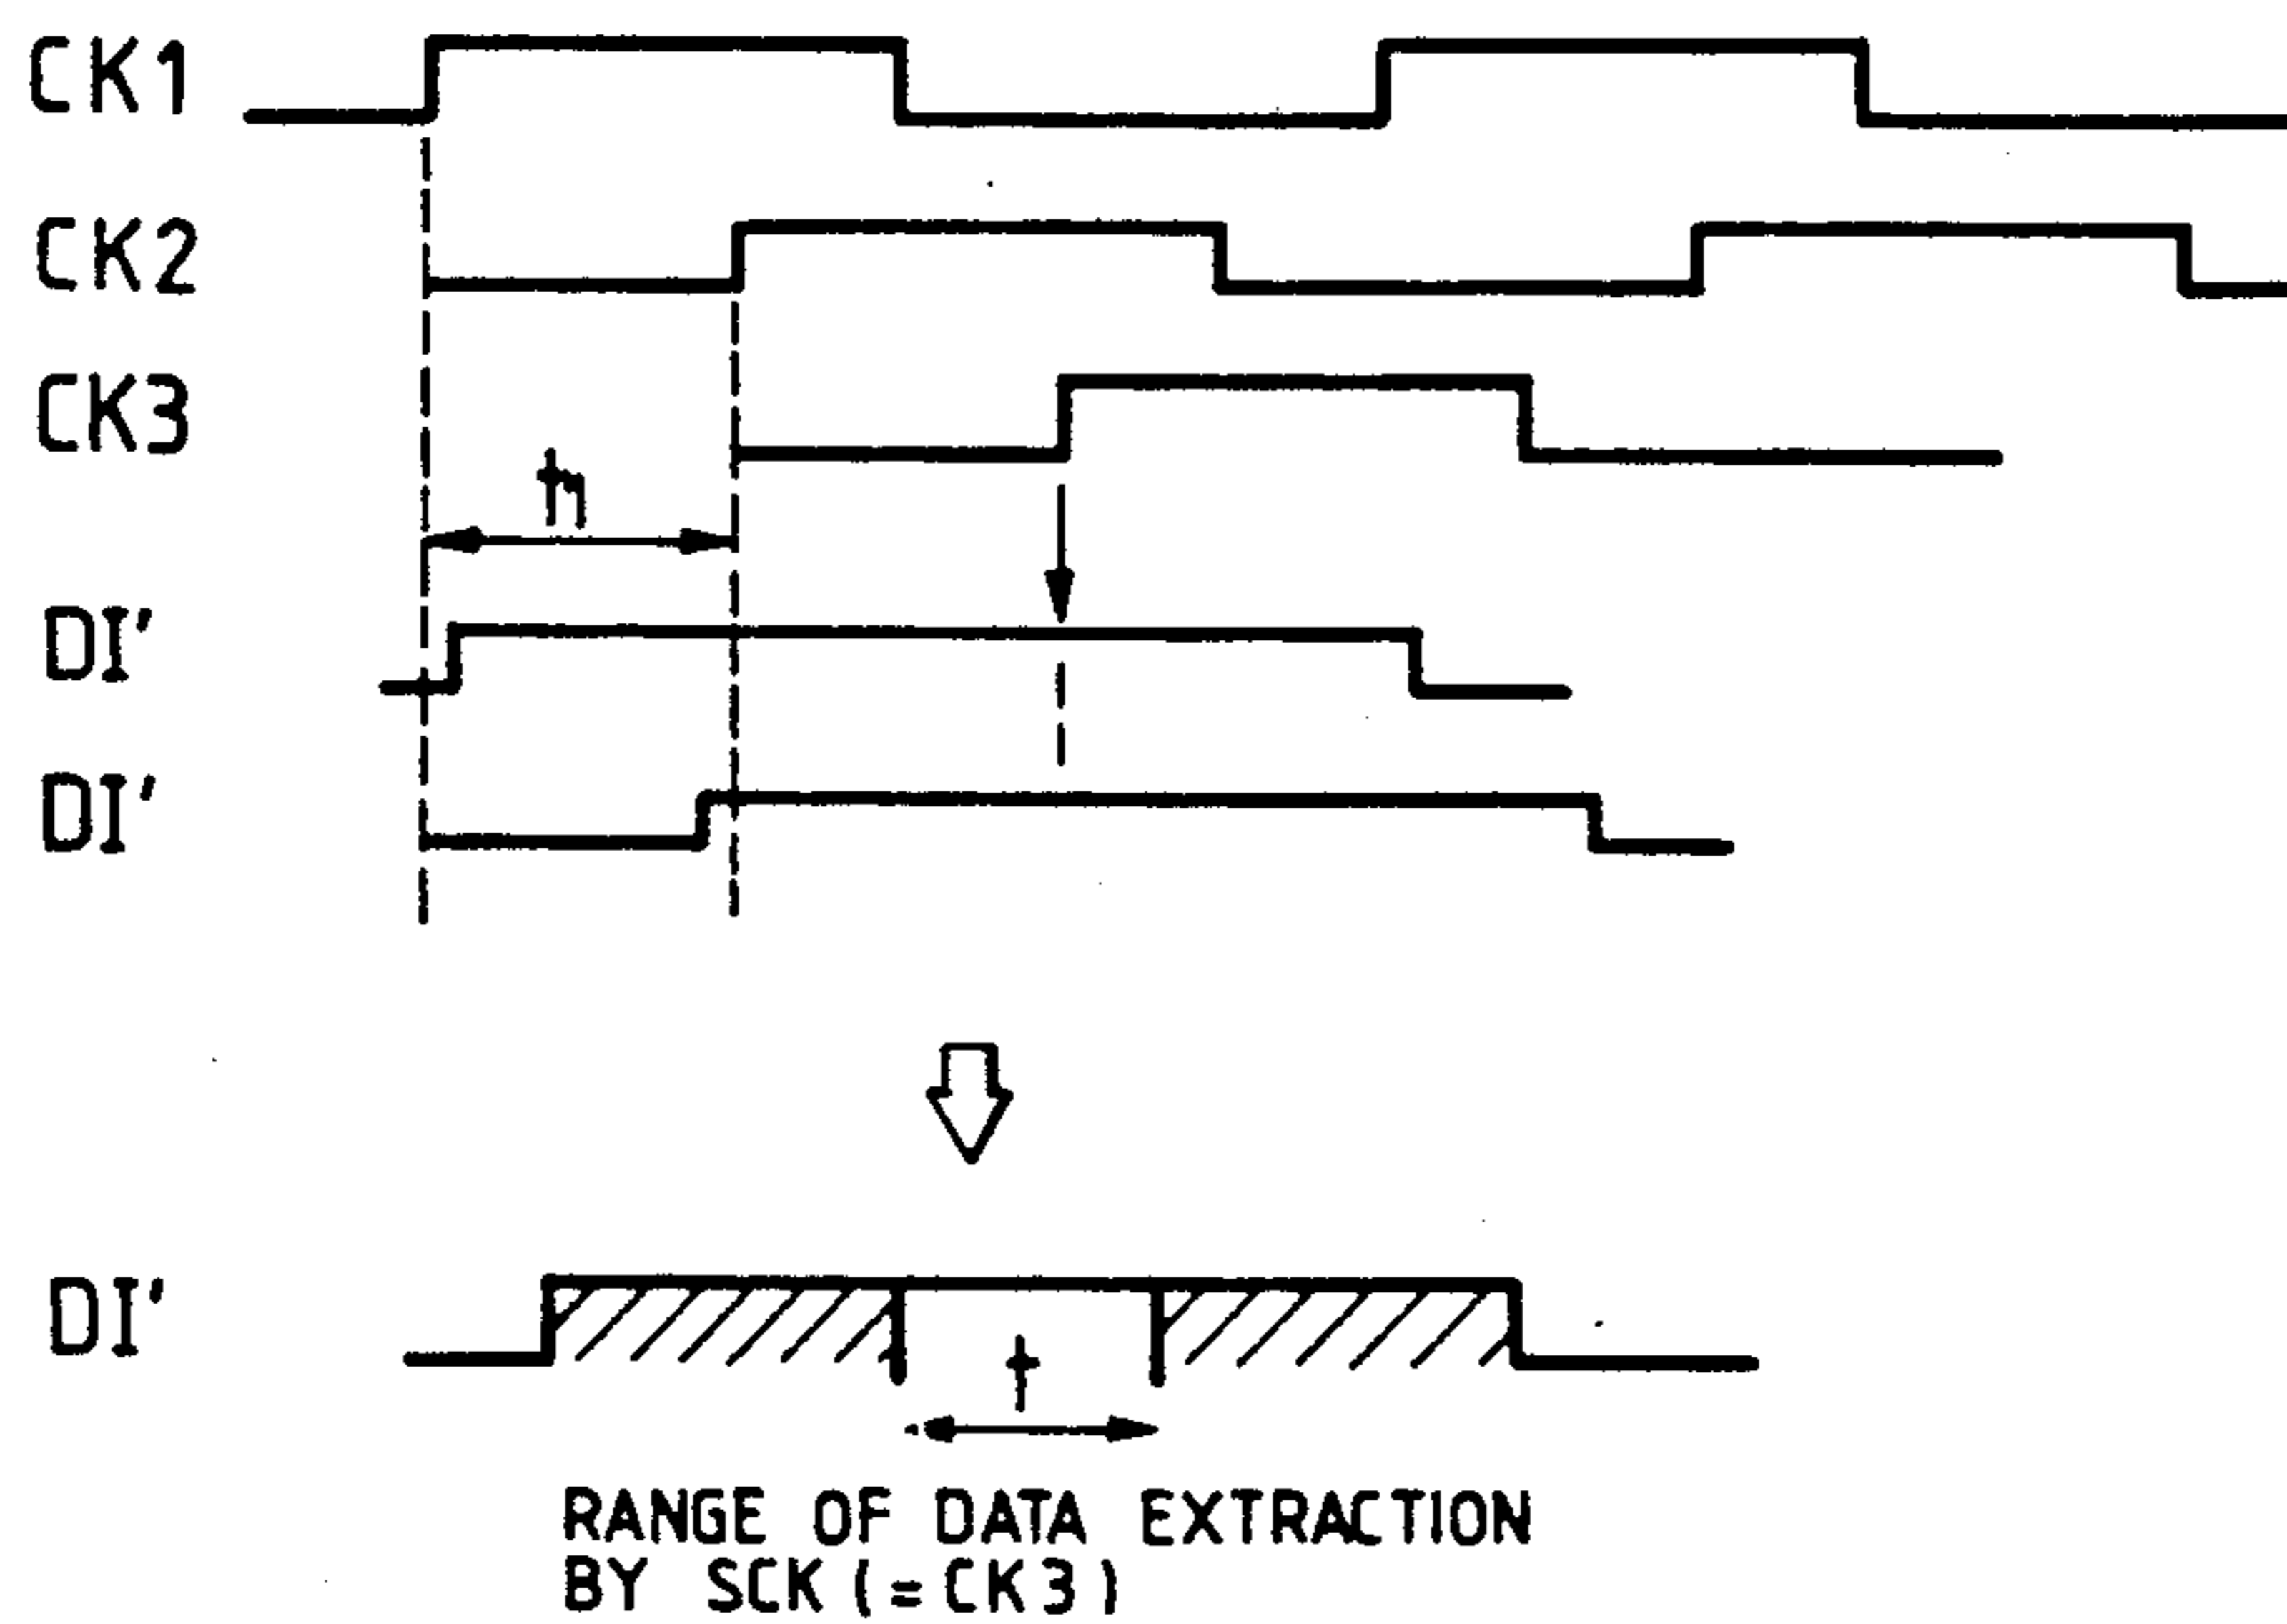 CK1
CK2
CK3
h
DI'
DI'
DI'
t
RANGE OF DATA EXTRACTION
BY SCK (=CK3)